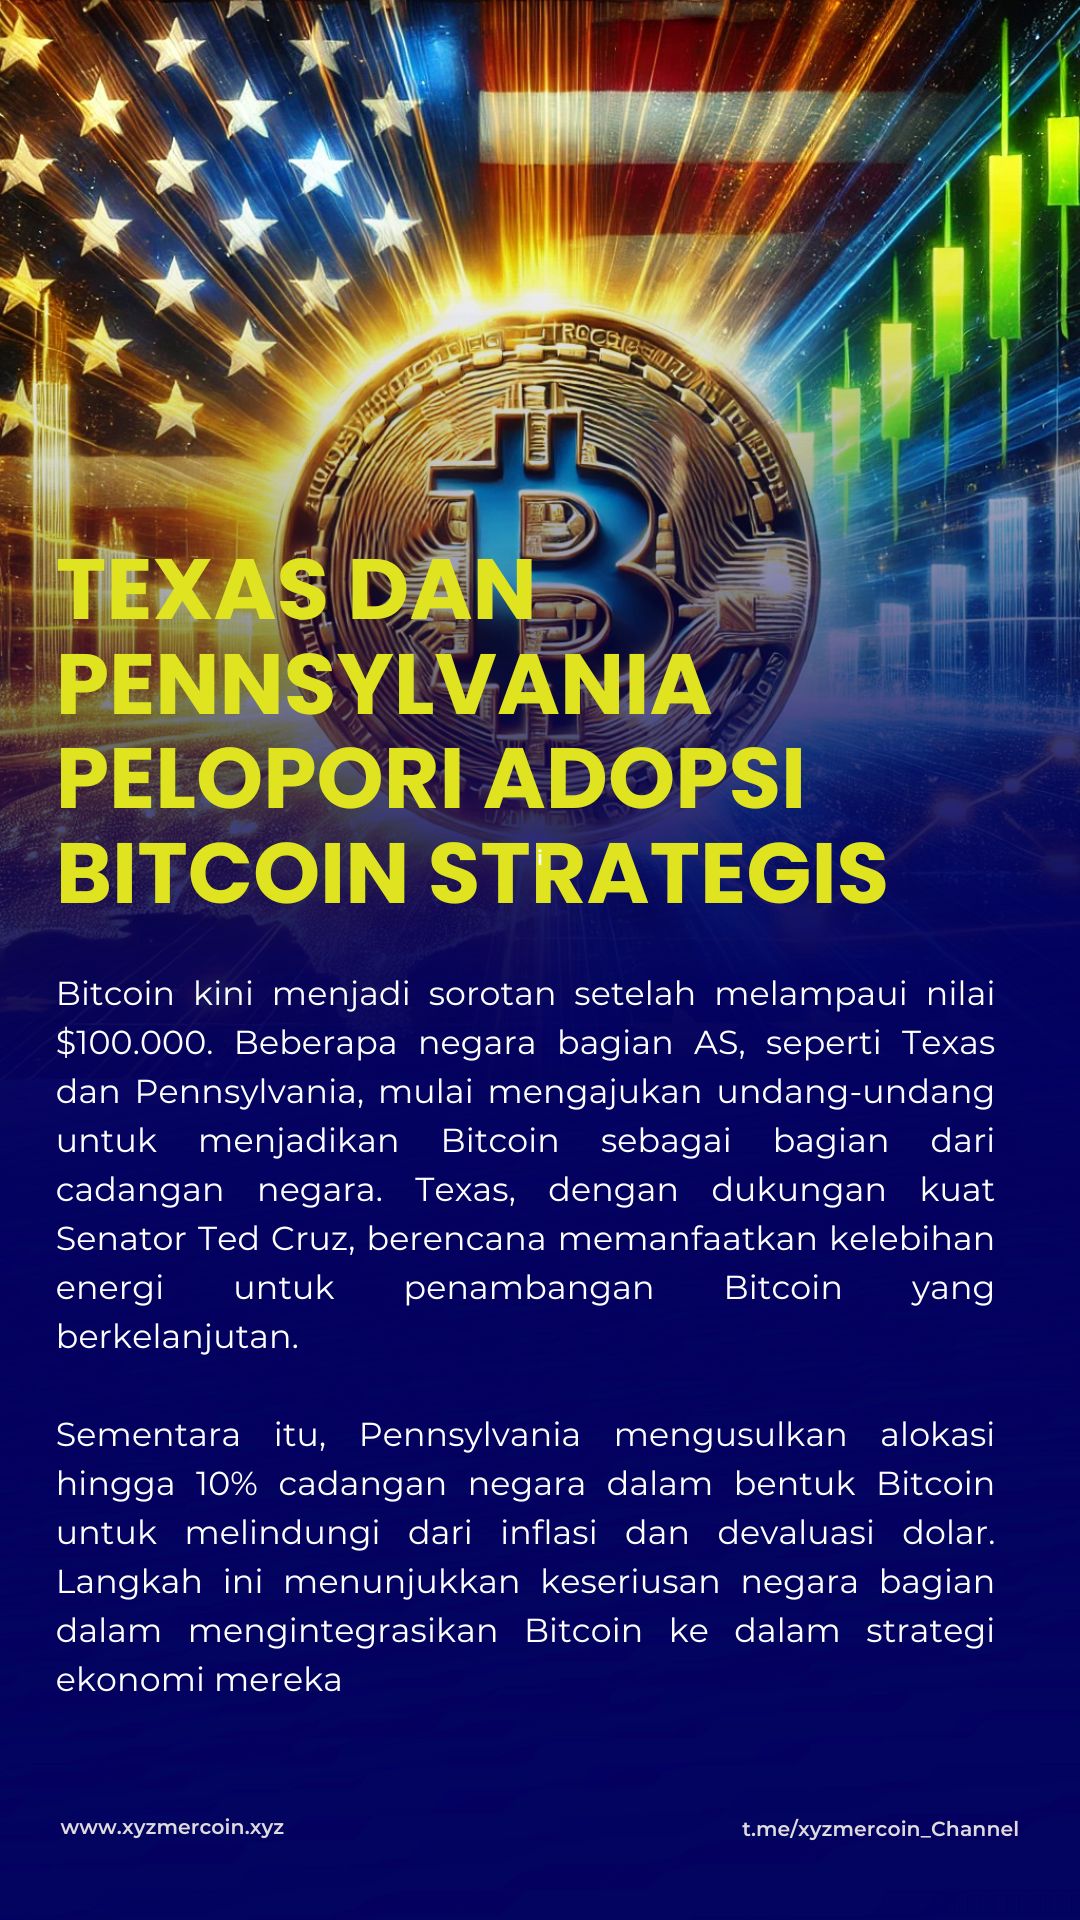 TEXAS DAN
PENNSYLVANIA
PELOPORI ADOPSI
BITCOIN STRATEGIS
i
Bitcoin kini menjadi sorotan setelah melampaui nilai
$100.000. Beberapa negara bagian AS, seperti Texas
dan Pennsylvania, mulai mengajukan undang-undang
untuk menjadikan Bitcoin sebagai bagian dari
cadangan negara. Texas, dengan dukungan kuat
Senator Ted Cruz, berencana memanfaatkan kelebihan
energi untuk penambangan Bitcoin yang
berkelanjutan.
Sementara itu, Pennsylvania mengusulkan alokasi
hingga 10% cadangan negara dalam bentuk Bitcoin
untuk melindungi dari inflasi dan devaluasi dolar.
Langkah ini menunjukkan keseriusan negara bagian
dalam mengintegrasikan Bitcoin ke dalam strategi
ekonomi mereka
www.xyzmercoin.xyz
t.me/xyzmercoin_Channel